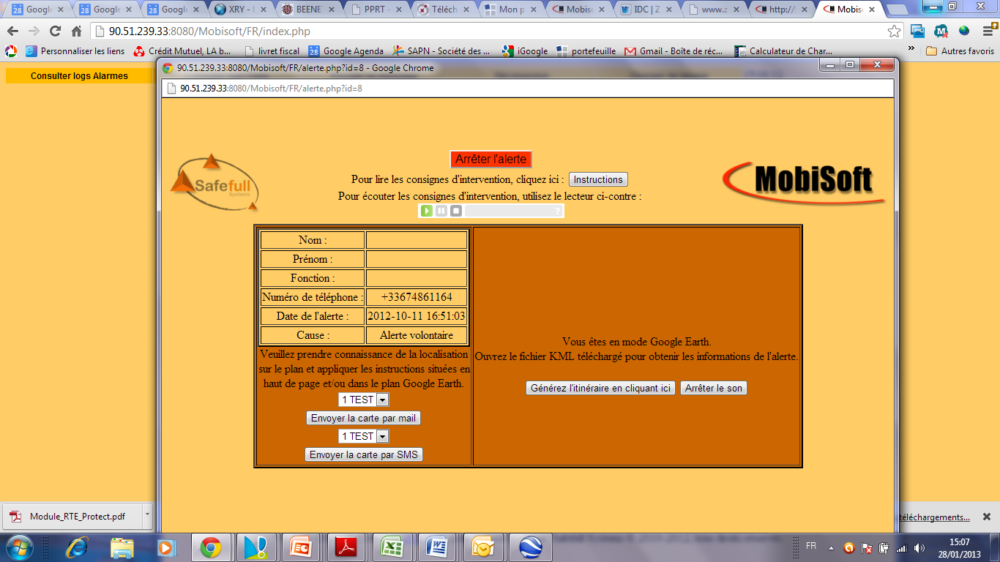 Google
Google
Google
XRY -
BEENE
PPRT -
Téléch
Mon p
Mobis
IDC | Z
www.z
http://
Mobis
90.51.239.33:8080/Mobisoft/FR/index.php
Personnaliser les liens
Crédit Mutuel, LA b...
livret fiscal
Google Agenda
SAPN - Société des ...
iGoogle
portefeuille
Gmail - Boîte de réc...
Calculateur de Char...
»
Autres favoris
Consulter logs Alarmes
90.51.239.33:8080/Mobisoft/FR/alerte.php?id=8 - Google Chrome
90.51.239.33:8080/Mobisoft/FR/alerte.php?id=8
Safefull
Systems
Arrêter l'alerte
MobiSoft
Pour lire les consignes d'intervention, cliquez ici : Instructions
Pour écouter les consignes d'intervention, utilisez le lecteur ci-contre :
?
Nom :
Prénom :
Fonction :
Numéro de téléphone : +33674861164
Date de l'alerte : 2012-10-11 16:51:03
Cause : Alerte volontaire
Veuillez prendre connaissance de la localisation
sur le plan et appliquer les instructions situées en
haut de page et/ou dans le plan Google Earth.
1 TEST
Envoyer la carte par mail
1 TEST
Envoyer la carte par SMS
Vous êtes en mode Google Earth.
Ouvrez le fichier KML téléchargé pour obtenir les informations de l'alerte.
Générez l'itinéraire en cliquant ici
Arrêter le son
Module_RTE_Protect.pdf
téléchargements...
FR
15:07
28/01/2013